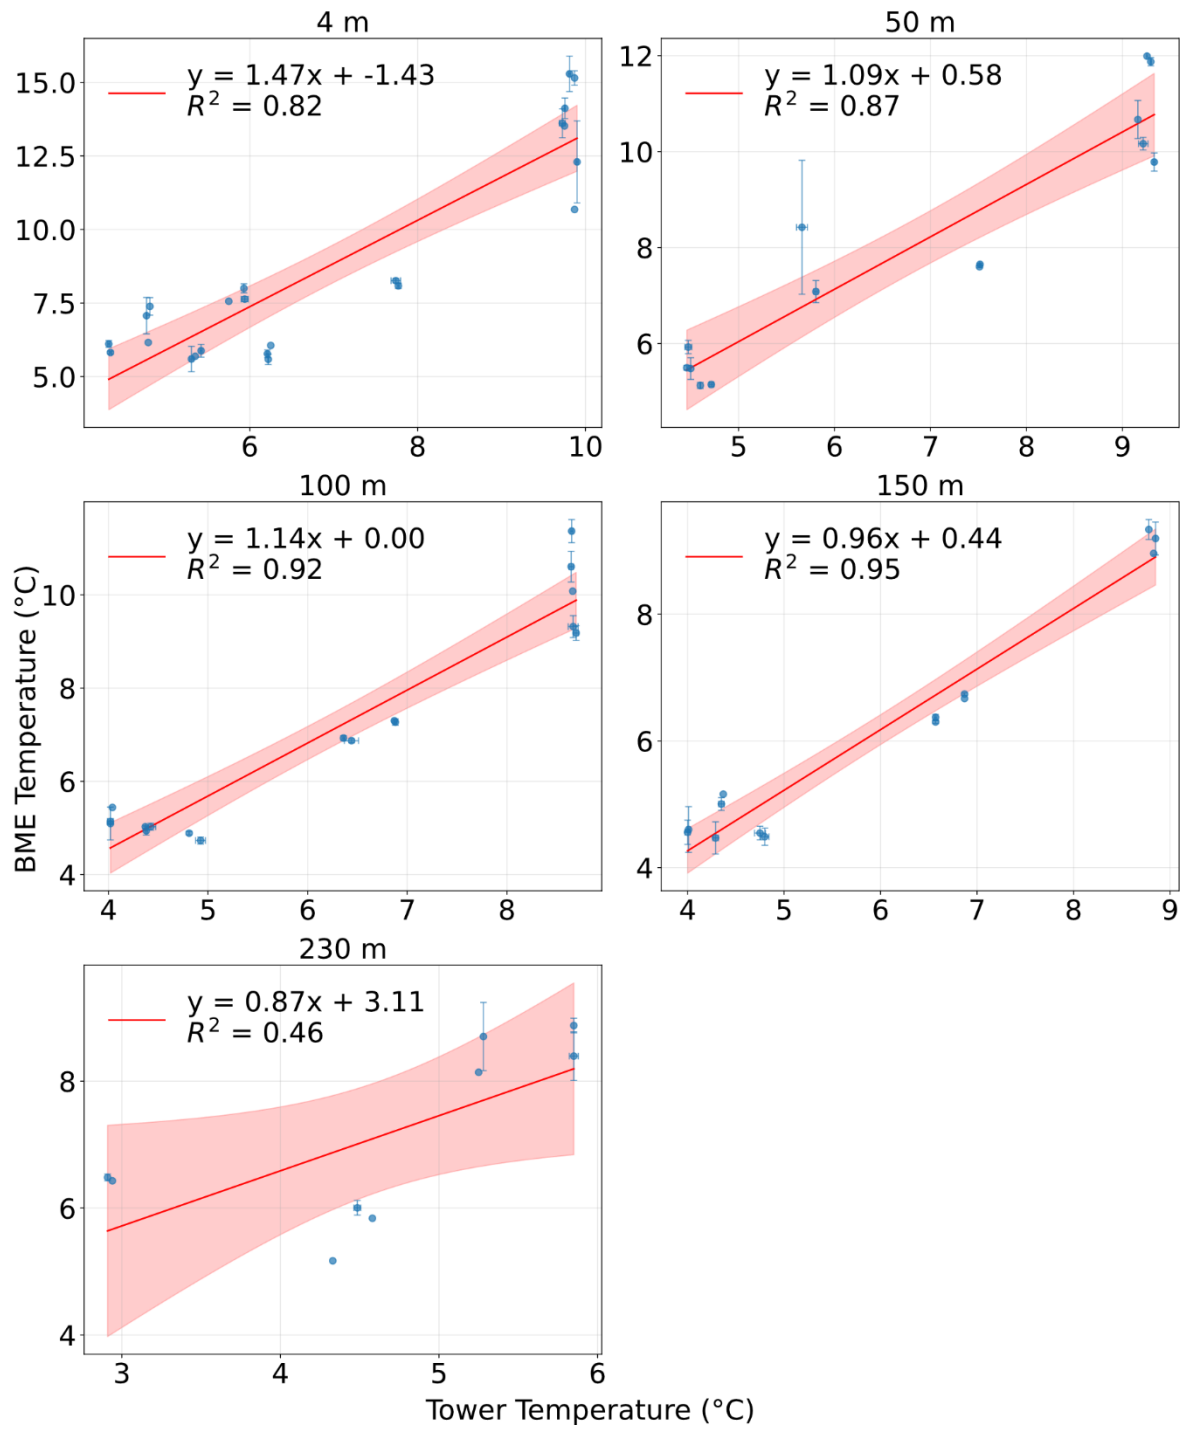 4 m
y = 1.47x + -1.43
R² = 0.82
15.0
12.5
10.0
7.5
5.0
6 8 10
50 m
y = 1.09x + 0.58
R² = 0.87
12
10
8
6
5 6 7 8 9
100 m
y = 1.14x + 0.00
R² = 0.92
10
8
6
4
4 5 6 7 8
150 m
y = 0.96x + 0.44
R² = 0.95
8
6
4
4 5 6 7 8 9
230 m
y = 0.87x + 3.11
R² = 0.46
8
6
4
3 4 5 6
BME Temperature (°C)
Tower Temperature (°C)